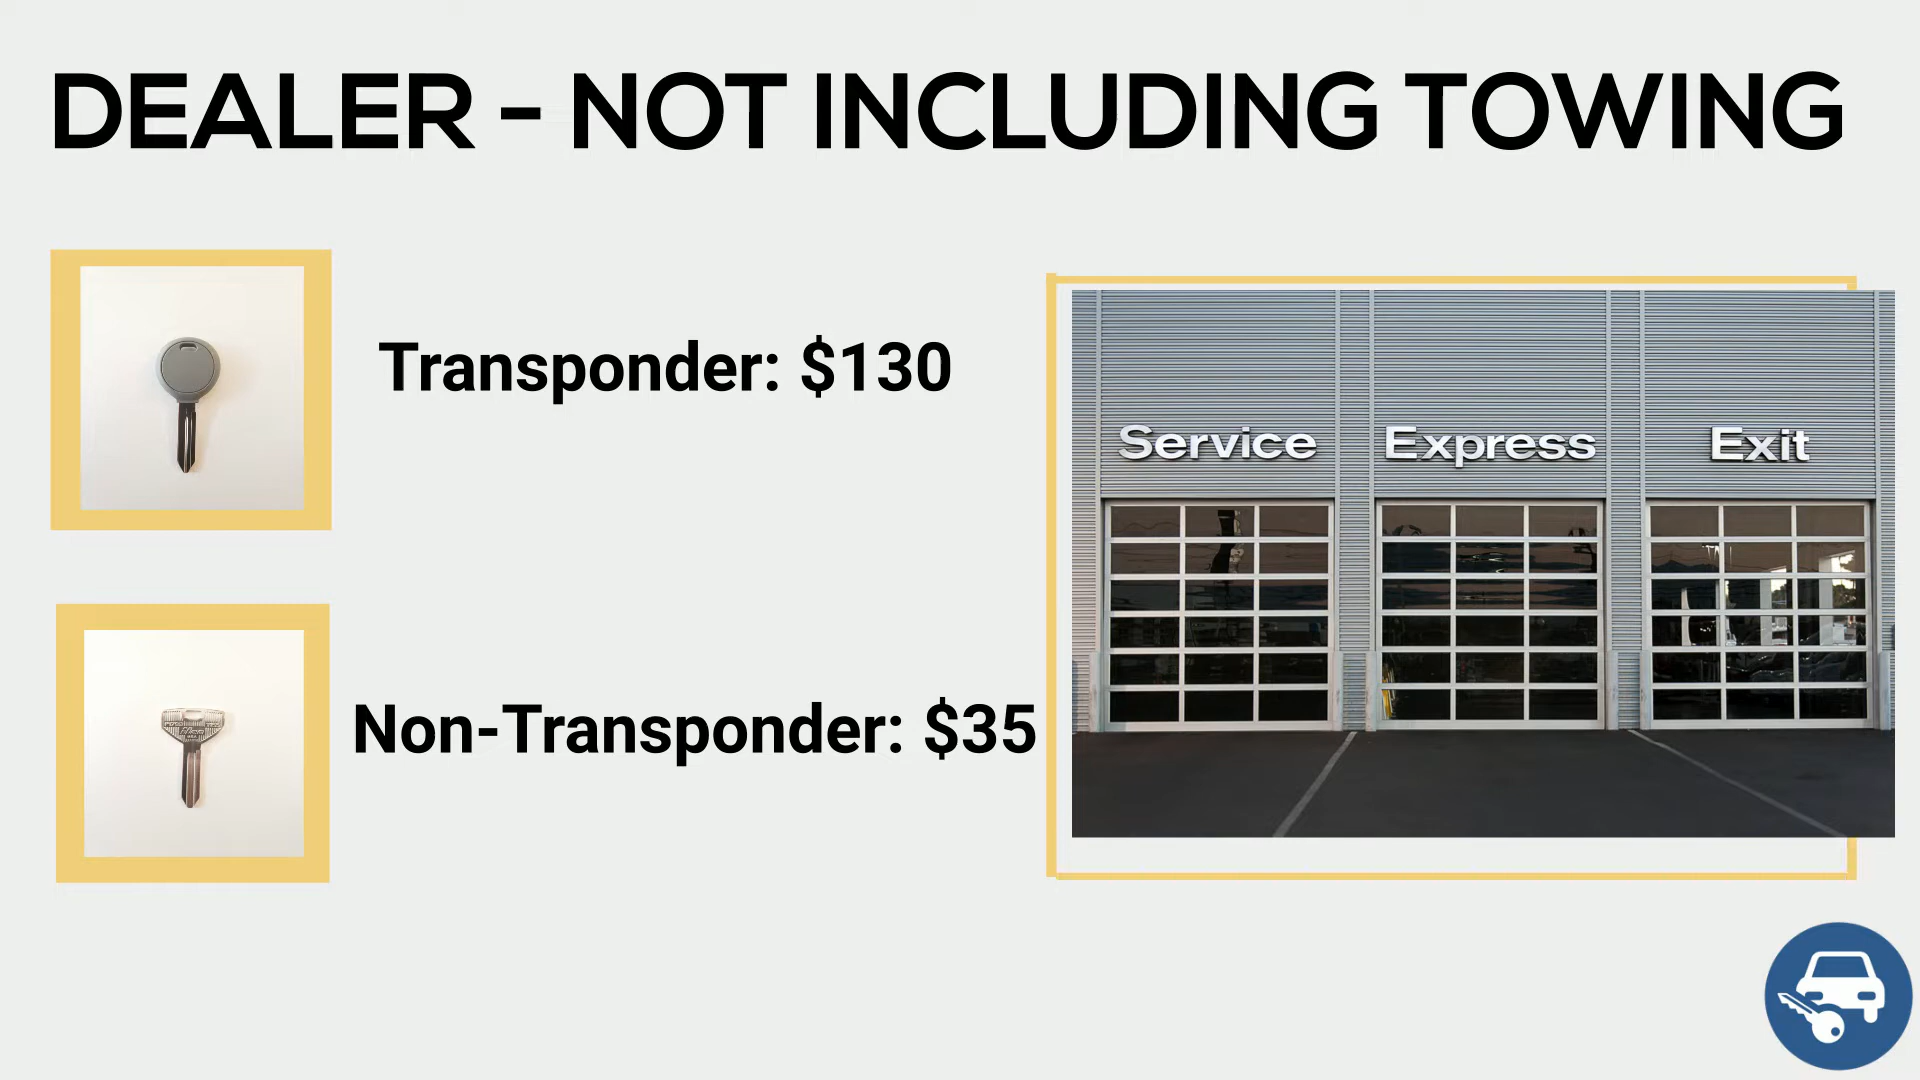 DEALER - NOT INCLUDING TOWING
Transponder: $130
Non-Transponder: $35
Service Express Exit